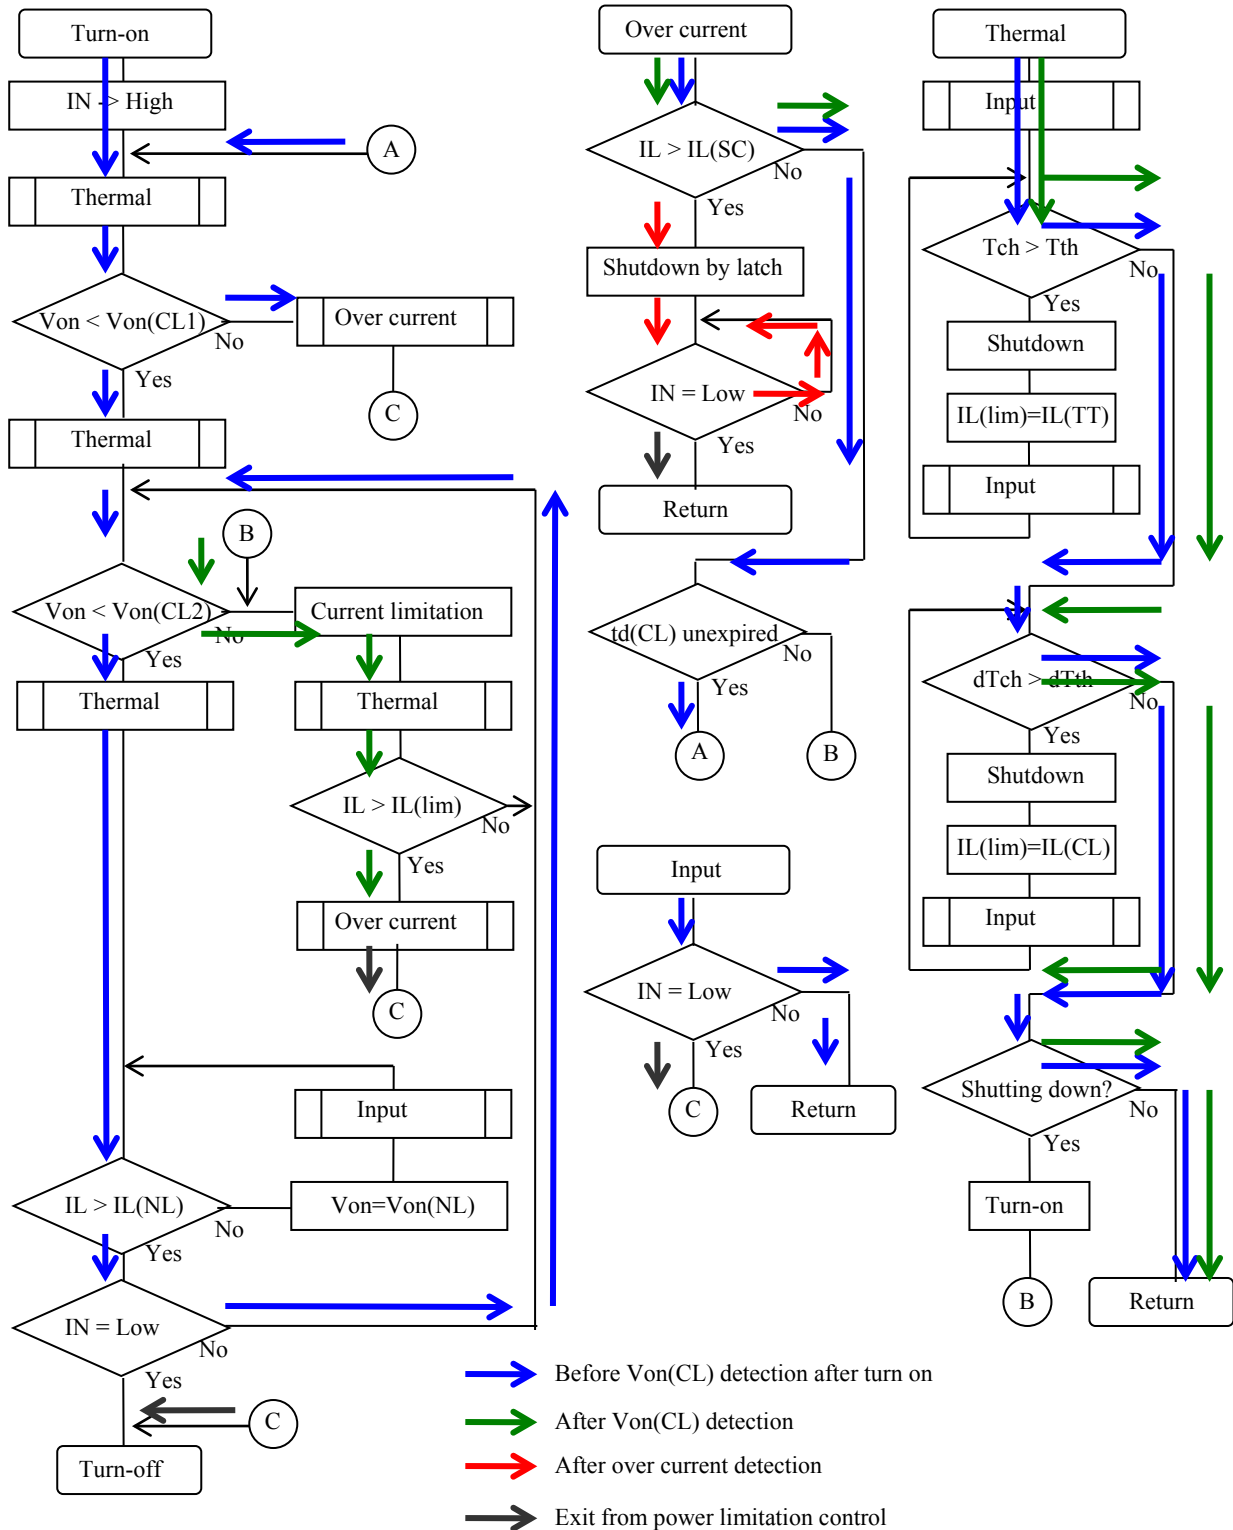 Turn-on
IN -> High
A
Thermal
Von < Von(CL1)
No
Yes
Over current
C
Thermal
B
Von < Von(CL2)
No
Yes
Current limitation
Thermal
Thermal
IL > IL(lim)
No
Yes
Over current
C
Input
Von=Von(NL)
IL > IL(NL)
No
Yes
IN = Low
No
Yes
C
Turn-off
Over current
IL > IL(SC)
No
Yes
Shutdown by latch
IN = Low
No
Yes
Return
td(CL) unexpired
No
Yes
A
B
Input
IN = Low
No
Yes
C
Return
Thermal
Input
Tch > Tth
No
Yes
Shutdown
IL(lim)=IL(TT)
Input
dTch > dTth
No
Yes
Shutdown
IL(lim)=IL(CL)
Input
Shutting down?
No
Yes
Turn-on
B
Return
Before Von(CL) detection after turn on
After Von(CL) detection
After over current detection
Exit from power limitation control